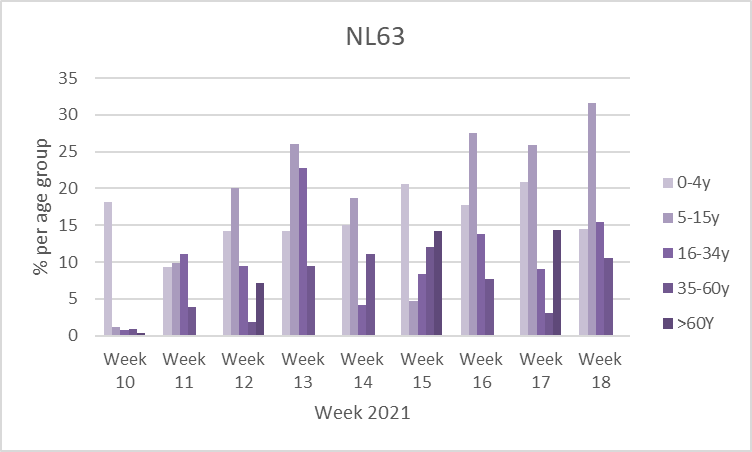 NL63
35
30
25
20
15
10
5
0
% per age group
Week 10
Week 11
Week 12
Week 13
Week 14
Week 15
Week 16
Week 17
Week 18
Week 2021
0-4y
5-15y
16-34y
35-60y
>60Y